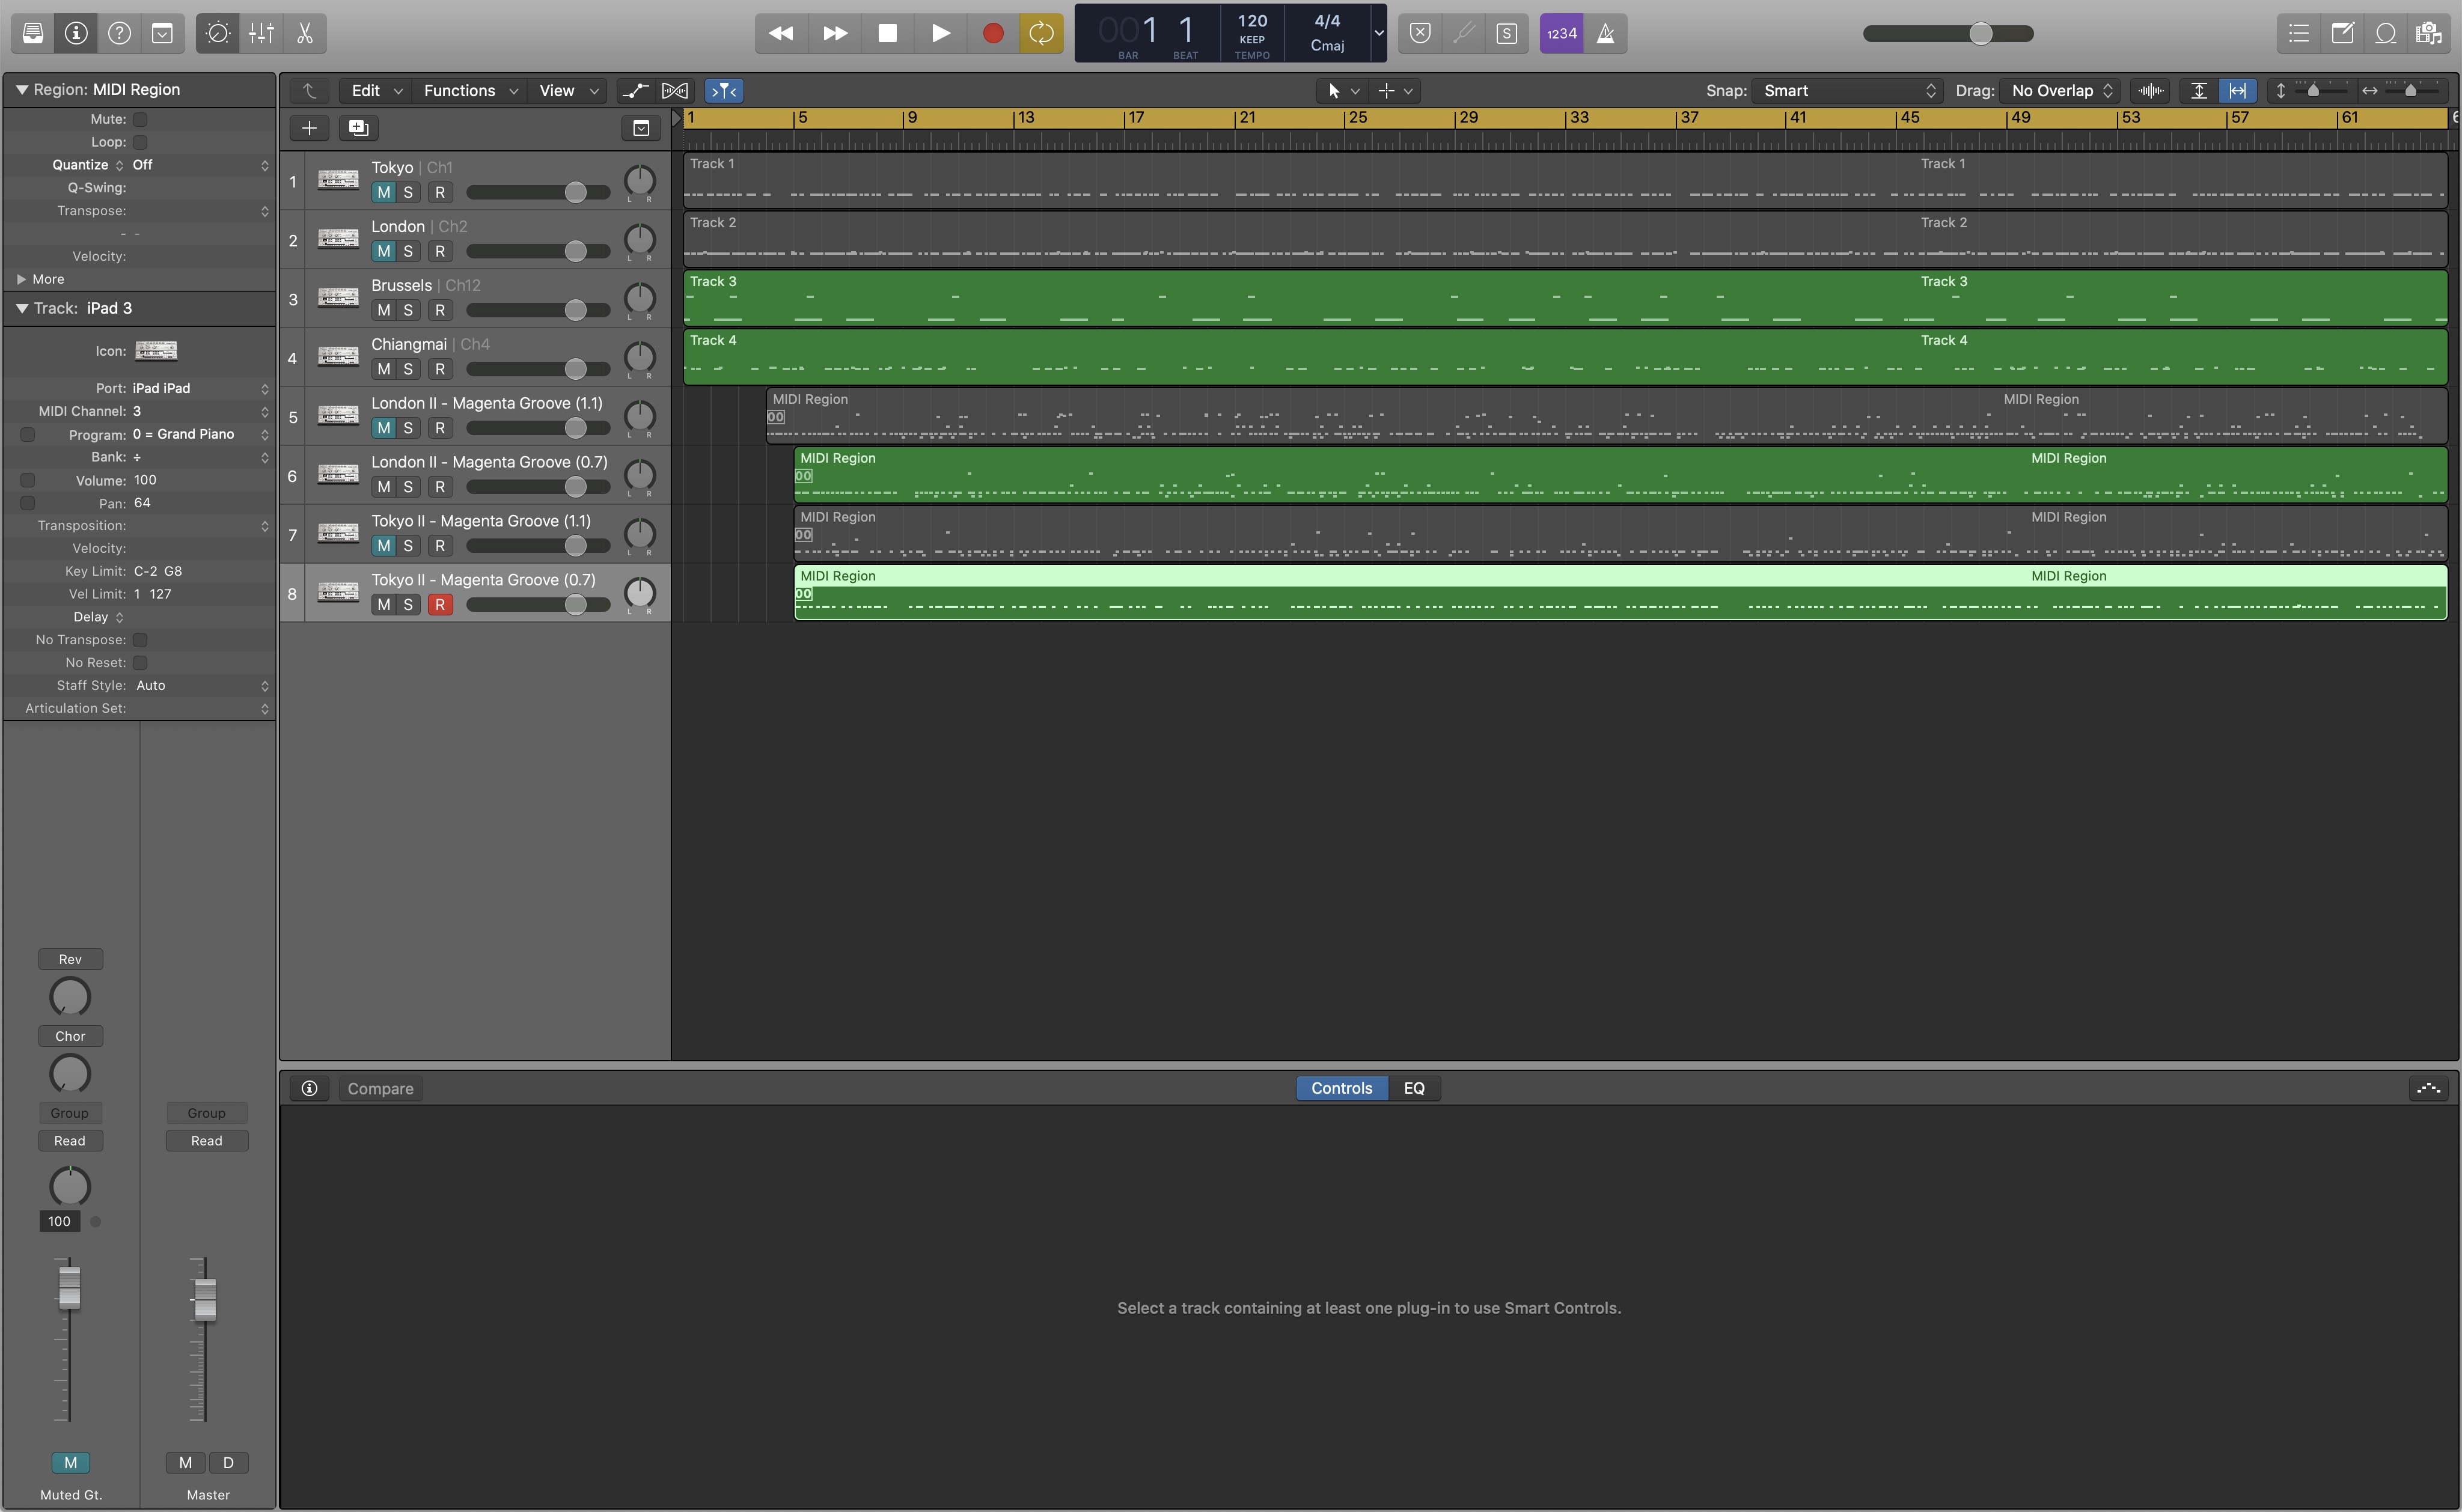 001 1
120
KEEP
4/4
Cmaj
BAR BEAT TEMPO
S
1234
Region: MIDI Region
Mute:
Loop:
Quantize Off
Q-Swing:
Transpose:
- -
Velocity:
More
Track: iPad 3
Icon:
Port: iPad iPad
MIDI Channel: 3
Program: 0 = Grand Piano
Bank: ÷
Volume: 100
Pan: 64
Transposition:
Velocity:
Key Limit: C-2 G8
Vel Limit: 1 127
Delay
No Transpose:
No Reset:
Staff Style: Auto
Articulation Set:
Rev
Chor
Group
Read
100
M
Muted Gt.
Group
Read
M D
Master
Edit Functions View
Snap: Smart Drag: No Overlap
1 5 9 13 17 21 25 29 33 37 41 45 49 53 57 61 6
1 Tokyo | Ch1
M S R L R
Track 1 Track 1
2 London | Ch2
M S R L R
Track 2 Track 2
3 Brussels | Ch12
M S R L R
Track 3 Track 3
4 Chiangmai | Ch4
M S R L R
Track 4 Track 4
5 London II - Magenta Groove (1.1)
M S R L R
MIDI Region MIDI Region
6 London II - Magenta Groove (0.7)
M S R L R
MIDI Region MIDI Region
7 Tokyo II - Magenta Groove (1.1)
M S R L R
MIDI Region MIDI Region
8 Tokyo II - Magenta Groove (0.7)
M S R L R
MIDI Region MIDI Region
Compare
Controls EQ
Select a track containing at least one plug-in to use Smart Controls.